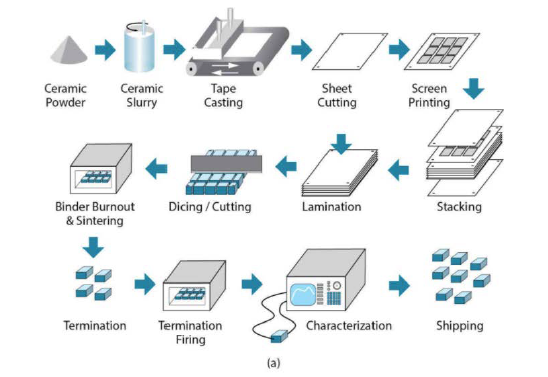 Ceramic
Powder
Ceramic
Slurry
Tape
Casting
Sheet
Cutting
Screen
Printing
Binder Burnout
& Sintering
Dicing / Cutting
Lamination
Stacking
Termination
Termination
Firing
Characterization
Shipping
(a)